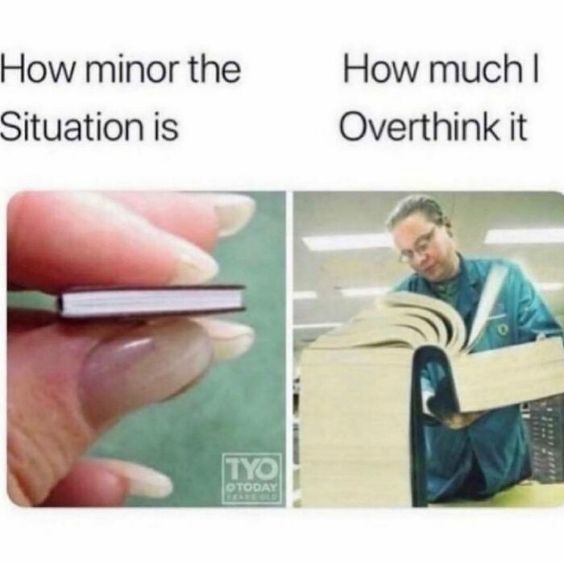 How minor the
Situation is
How much I
Overthink it
TYO
TODAY